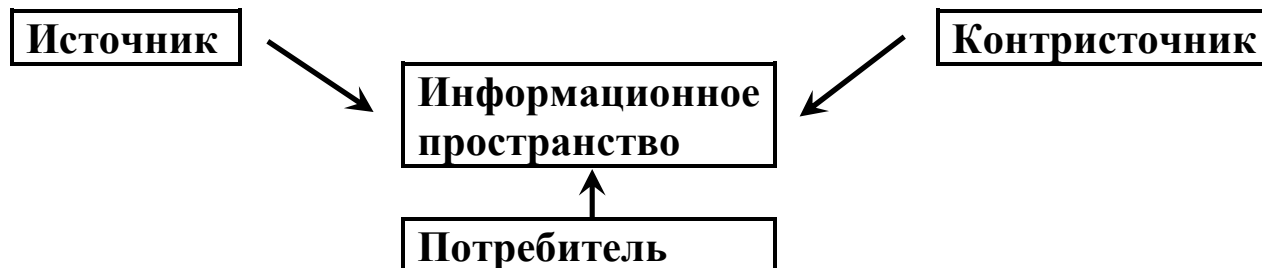 Источник
Контристочник
Информационное
пространство
Потребитель